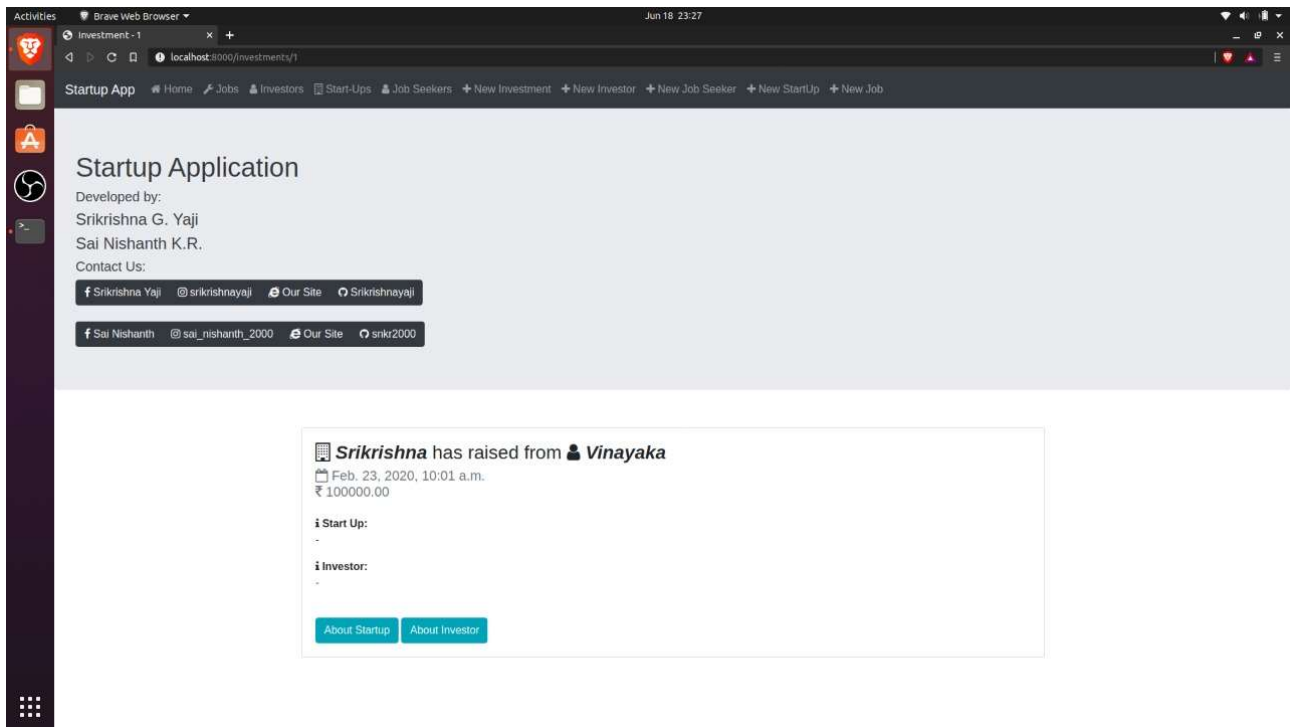 Activities Brave Web Browser Jun 18 23:27
Investment - 1
localhost:8000/investments/1
Startup App Home Jobs Investors Start-Ups Job Seekers New Investment New Investor New Job Seeker New StartUp New Job
Startup Application
Developed by:
Srikrishna G. Yaji
Sai Nishanth K.R.
Contact Us:
Srikrishna Yaji srikrishnayaji Our Site Srikrishnayaji
Sai Nishanth sai_nishanth_2000 Our Site snkr2000
Srikrishna has raised from Vinayaka
Feb. 23, 2020, 10:01 a.m.
₹ 100000.00
Start Up:
-
Investor:
-
About Startup About Investor